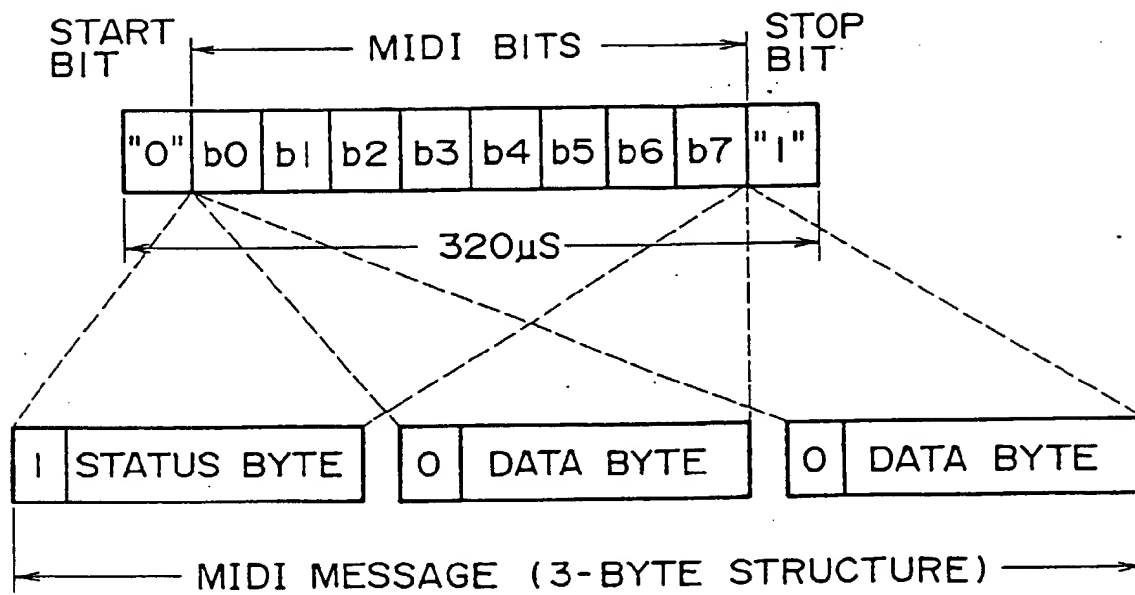 START BIT
MIDI BITS
STOP BIT
"0" b0 b1 b2 b3 b4 b5 b6 b7 "1"
320μS
1 STATUS BYTE 0 DATA BYTE 0 DATA BYTE
MIDI MESSAGE (3-BYTE STRUCTURE)